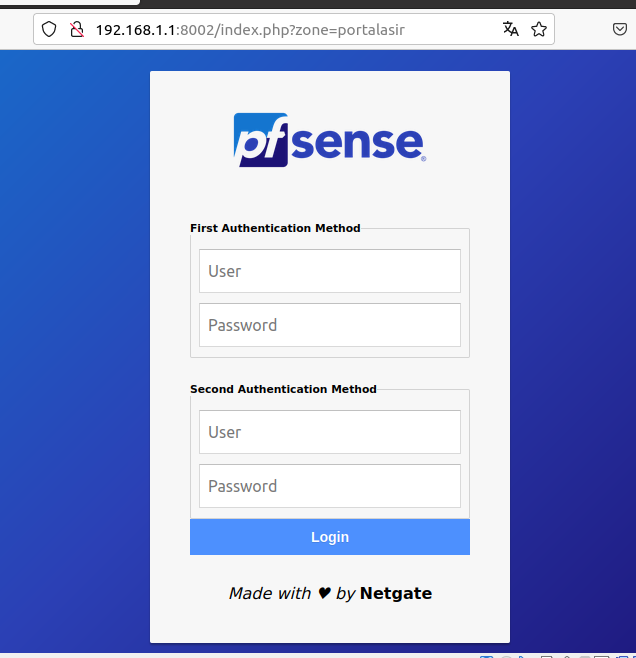 192.168.1.1:8002/index.php?zone=portalasir
pfsense®
First Authentication Method
User
Password
Second Authentication Method
User
Password
Login
Made with ♥ by Netgate